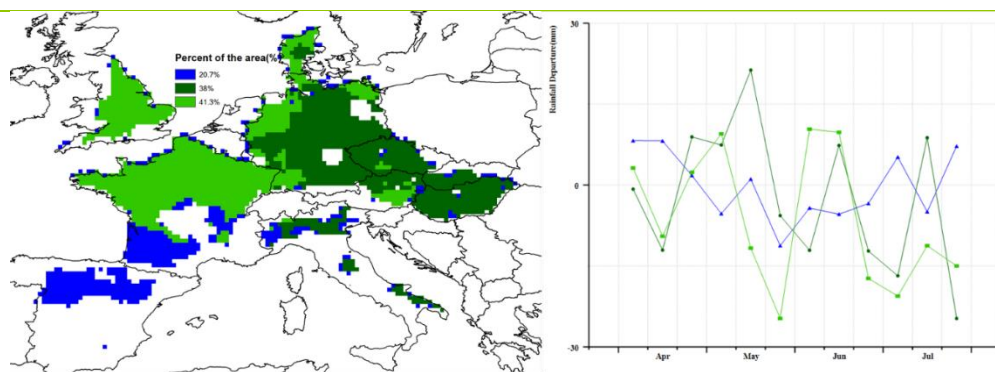 Percent of the area(%)
20.7%
38%
41.3%
Rainfall Departure(mm)
30
0
-30
Apr
May
Jun
Jul